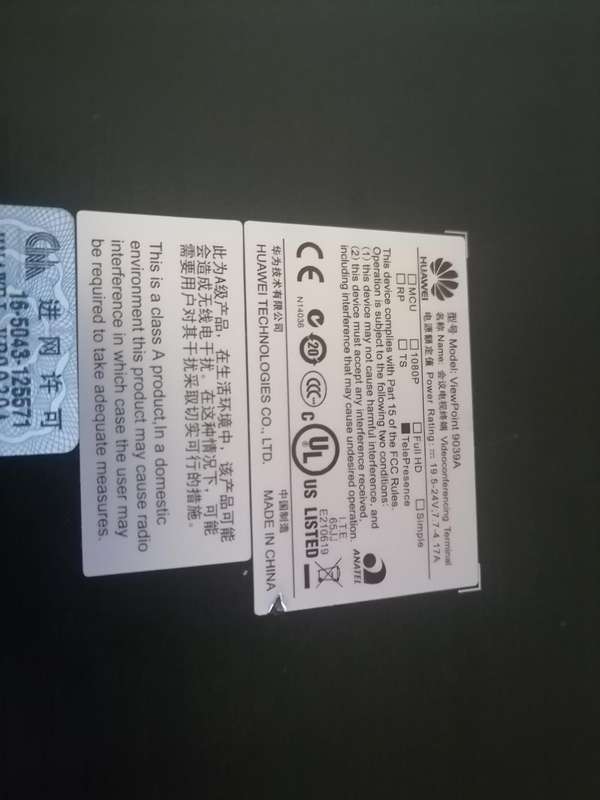 HUAWEI
型号 Model: ViewPoint 9039A
名称 Name: 会议电视终端 Videoconferencing Terminal
电源额定值 Power Rating: ⎓ 19.5-24V;7.7-4.17A
□MCU □1080P □Full HD □Simple
□RP □TS ■TelePresence
This device complies with Part 15 of the FCC Rules.
Operation is subject to the following two conditions:
(1) this device may not cause harmful interference, and
(2) this device must accept any interference received,
including interference that may cause undesired operation.
CE
N14036
20
CCC
C UL US LISTED
I.T.E.
65JJ
E210619
ANATEL
华为技术有限公司 中国制造
HUAWEI TECHNOLOGIES CO., LTD. MADE IN CHINA
此为A级产品，在生活环境中，该产品可能
会造成无线电干扰。在这种情况下，可能
需要用户对其干扰采取切实可行的措施。
This is a class A product,In a domestic
environment this product may cause radio
interference in which case the user may
be required to take adequate measures.
进网许可
16-5043-125571